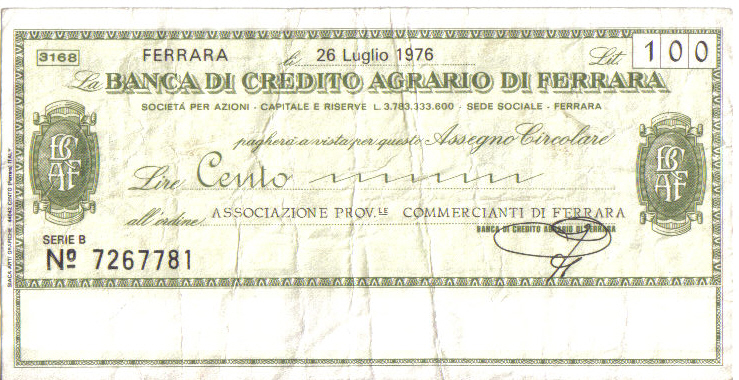 3168 FERRARA li 26 Luglio 1976 Lit. 100
La BANCA DI CREDITO AGRARIO DI FERRARA
SOCIETÀ PER AZIONI - CAPITALE E RISERVE L. 3.783.333.600 - SEDE SOCIALE - FERRARA
pagherà a vista per questo Assegno Circolare
Lire Cento
all'ordine ASSOCIAZIONE PROV.LE COMMERCIANTI DI FERRARA
BANCA DI CREDITO AGRARIO DI FERRARA
SERIE B
Nº 7267781
BCAF
BCAF